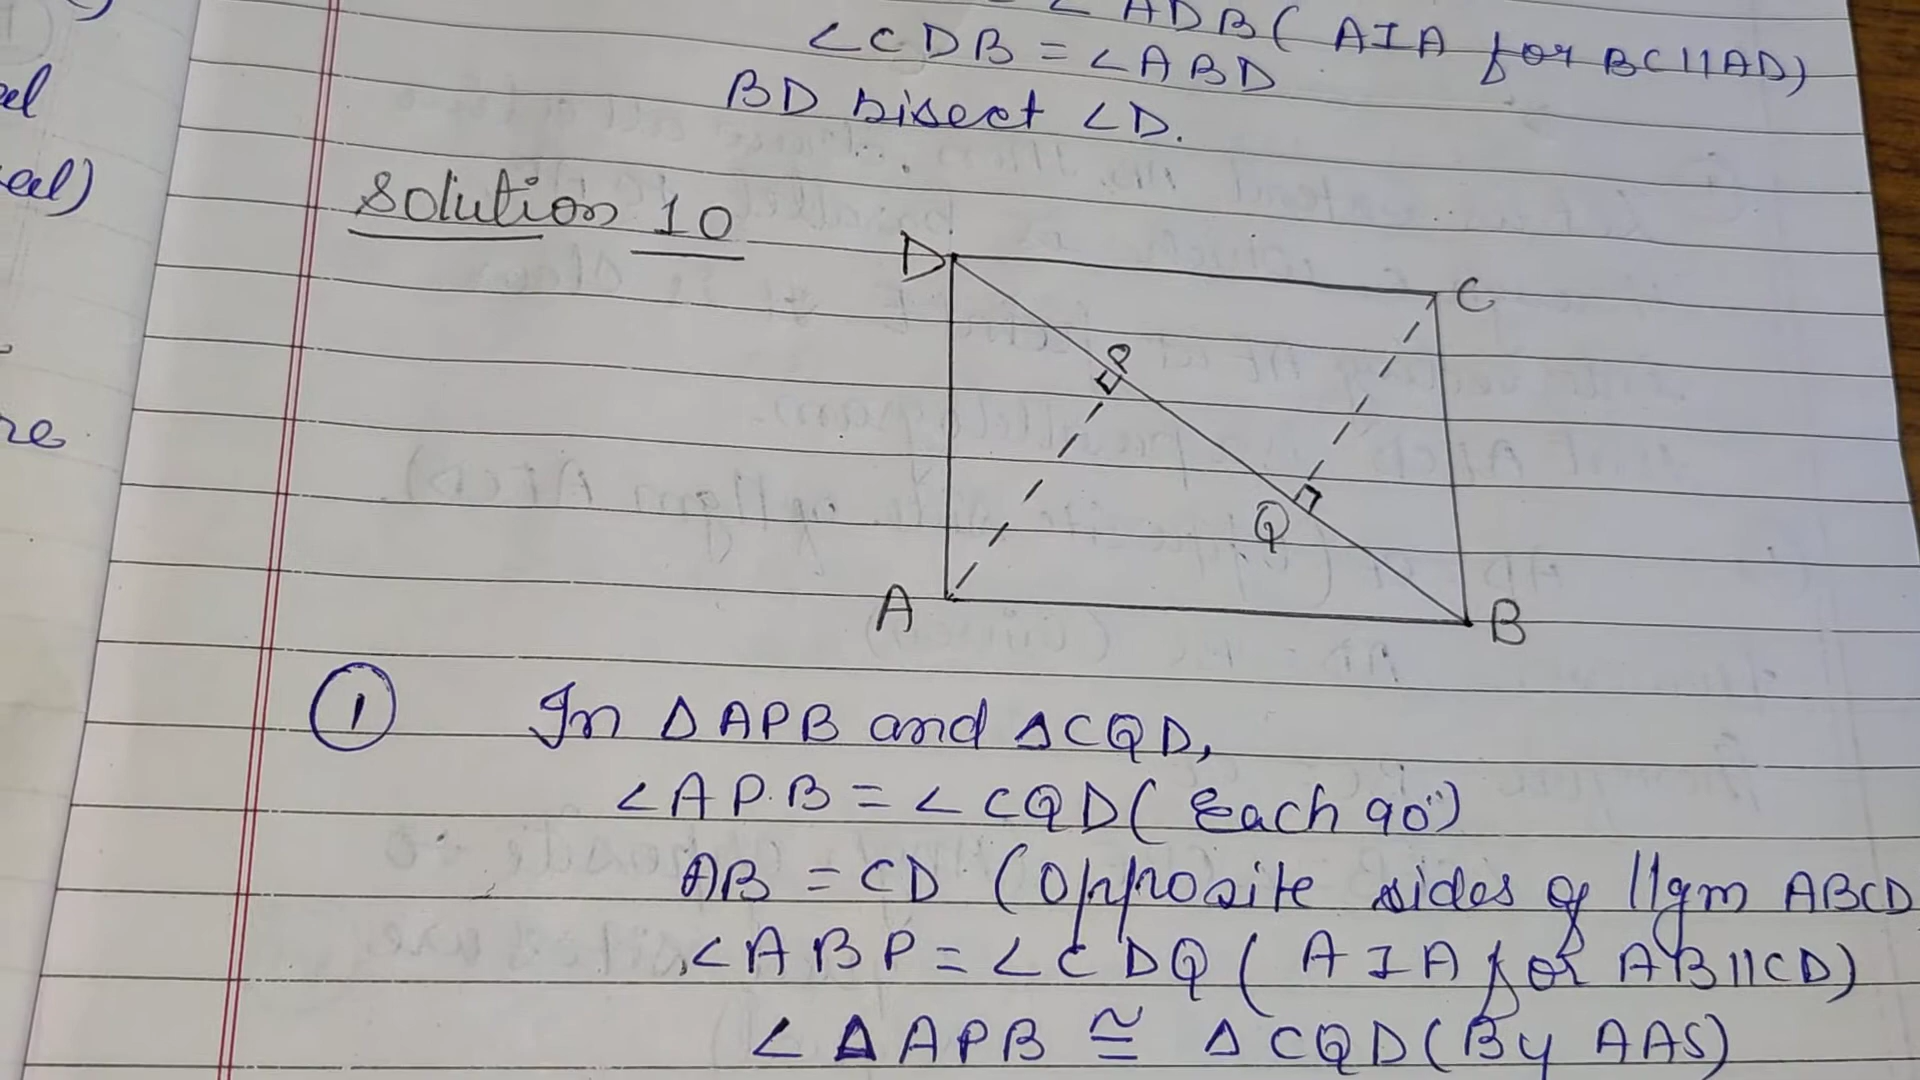 ∠ADB ( AIA for BC||AD)
∠CDB = ∠ABD
BD bisect ∠D.
Solution 10
D
C
P
Q
A
B
① In ΔAPB and ΔCQD,
∠APB = ∠CQD ( Each 90°)
AB = CD (Opposite sides of ||gm ABCD
∠ABP = ∠CDQ ( AIA for AB||CD)
∠ΔAPB ≅ ΔCQD (By AAS)